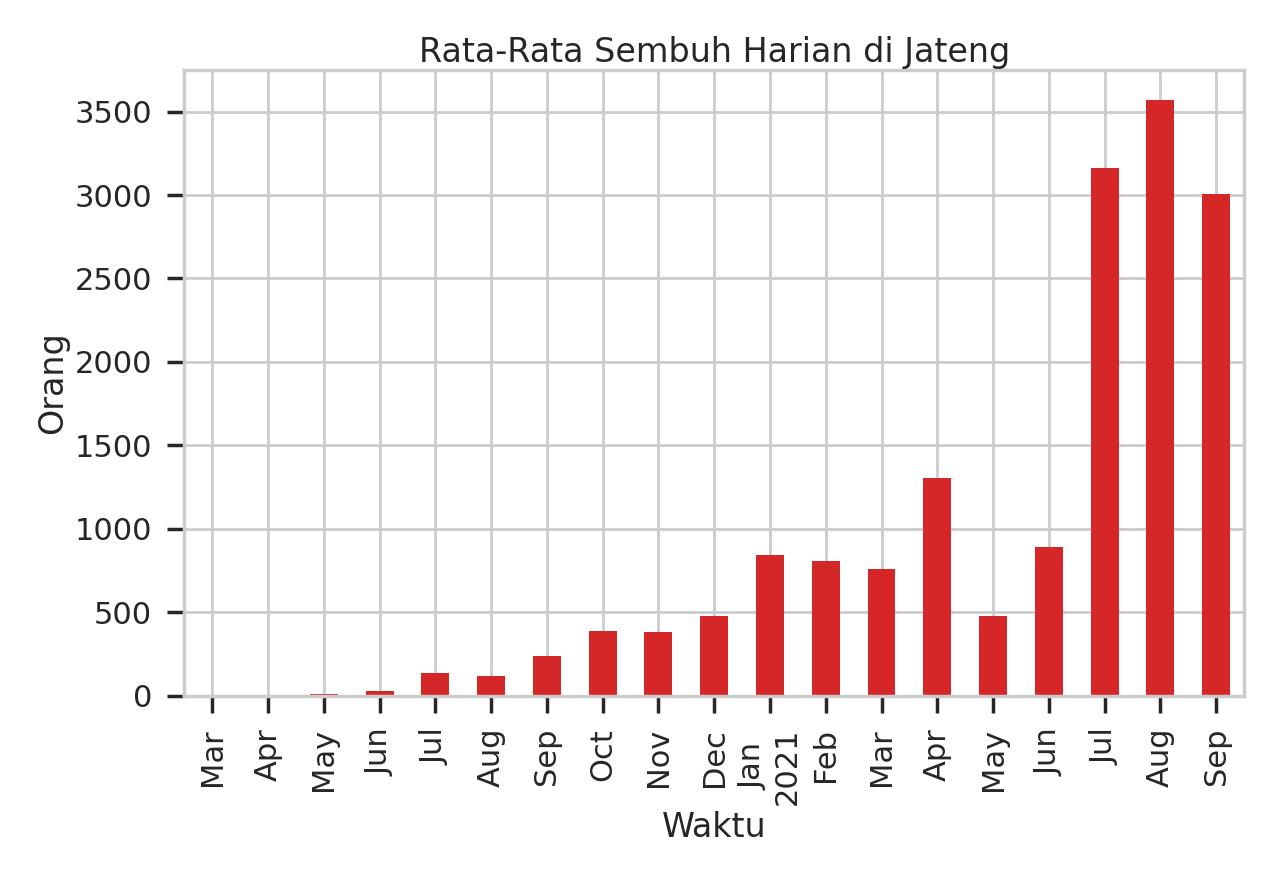 Rata-Rata Sembuh Harian di Jateng
3500
3000
2500
2000
1500
1000
500
0
Orang
Mar
Apr
May
Jun
Jul
Aug
Sep
Oct
Nov
Dec
Jan
2021
Feb
Mar
Apr
May
Jun
Jul
Aug
Sep
Waktu